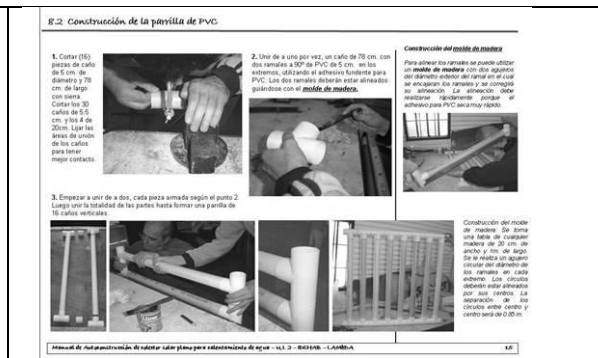 8.2 Construcción de la parrilla de PVC
1. Cortar (16)
piezas de caño
de 5 cm. de
diámetro y 78
cm. de largo
con sierra.
Cortar los 30
caños de 5.5
cm. y los 4 de
20cm. Lijar las
áreas de unión
de los caños
para tener
mejor contacto.
2. Unir de a uno por vez, un caño de 78 cm. con
dos ramales a 90º de PVC de 5 cm. en los
extremos, utilizando el adhesivo fundente para
PVC. Los dos ramales deberán estar alineados
guiándose con el molde de madera.
Construcción del molde de madera
Para alinear los ramales se puede utilizar
un molde de madera con dos agujeros
del diámetro exterior del ramal en el cual
se encajaran los ramales y se corregirá
su alineación. La alineación debe
realizarse rápidamente porque el
adhesivo para PVC seca muy rápido.
3. Empezar a unir de a dos, cada pieza armada según el punto 2.
Luego unir la totalidad de las partes hasta formar una parrilla de
16 caños verticales.
Construcción del molde
de madera: Se toma
una tabla de cualquier
madera de 20 cm. de
ancho y 1m. de largo.
Se le realiza un agujero
circular del diámetro de
los ramales en cada
extremo. Los círculos
deberán estar alineados
por sus centros. La
separación de los
círculos entre centro y
centro será de 0.85 m.
Manual de Autoconstrucción de colector solar plano para calentamiento de agua - U.I. 2 - IDEHAB - LAMbDA